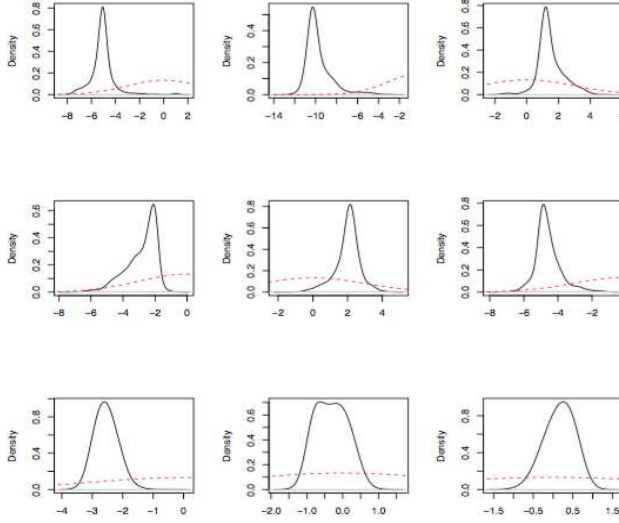 Density
0.0 0.2 0.4 0.6 0.8
-8 -6 -4 -2 0 2
Density
0.0 0.2 0.4
-14 -10 -8 -6 -4 -2
Density
0.0 0.2 0.4 0.6 0.8
-2 0 2 4 6
Density
0.0 0.2 0.4 0.6
-8 -6 -4 -2 0
Density
0.0 0.2 0.4 0.6 0.8
-2 0 2 4
Density
0.0 0.2 0.4 0.6 0.8
-8 -6 -4 -2
Density
0.0 0.4 0.8
-4 -3 -2 -1 0
Density
0.0 0.2 0.4 0.6
-2.0 -1.0 0.0 1.0
Density
0.0 0.4 0.8
-1.5 -0.5 0.5 1.5